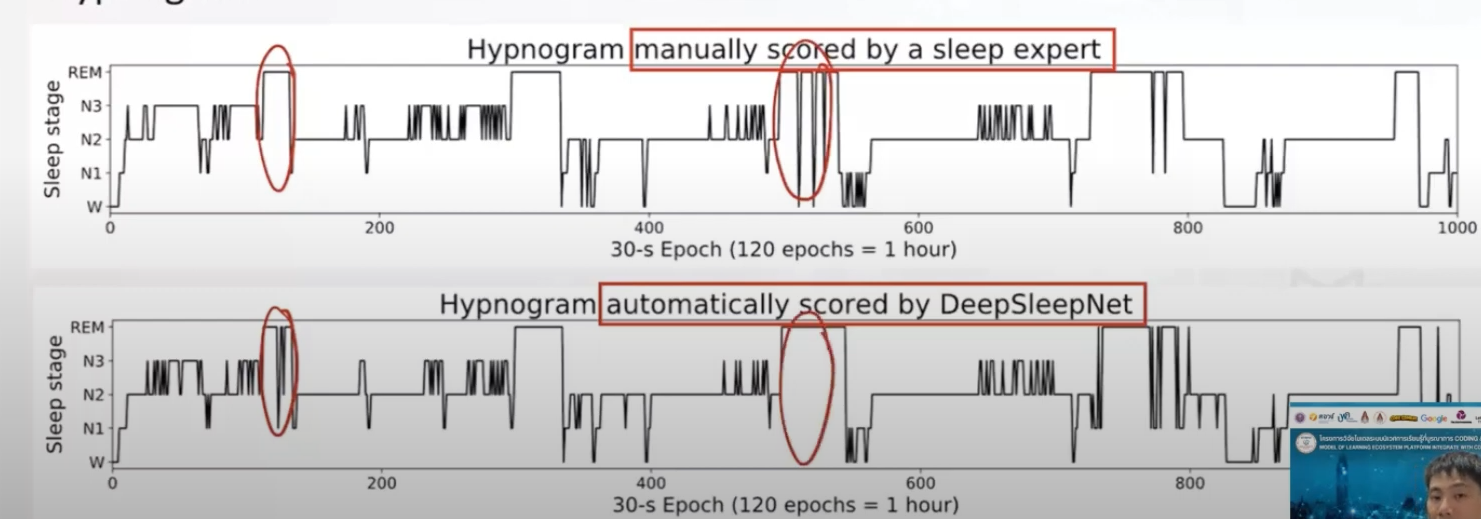 Hypnogram manually scored by a sleep expert
REM
N3
N2
N1
W
Sleep stage
0 200 400 600 800 1000
30-s Epoch (120 epochs = 1 hour)
Hypnogram automatically scored by DeepSleepNet
REM
N3
N2
N1
W
Sleep stage
0 200 400 600 800
30-s Epoch (120 epochs = 1 hour)
Google
MODEL OF LEARNING ECOSYSTEM PLATFORM INTEGRATE WITH